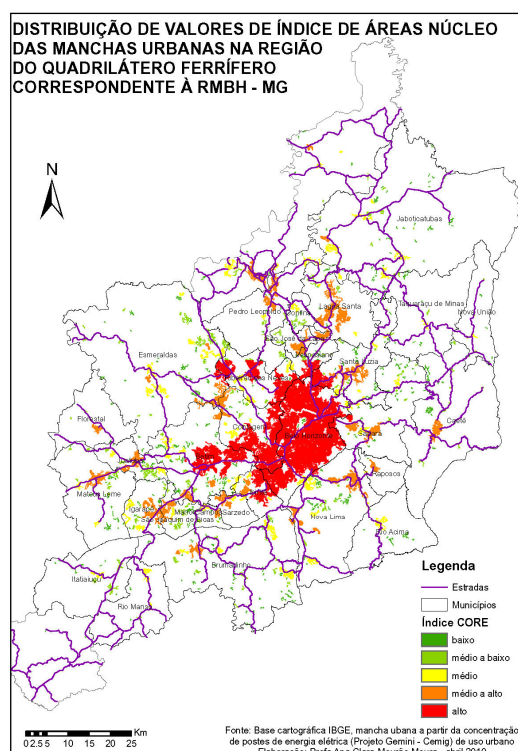 DISTRIBUIÇÃO DE VALORES DE ÍNDICE DE ÁREAS NÚCLEO
DAS MANCHAS URBANAS NA REGIÃO
DO QUADRILÁTERO FERRÍFERO
CORRESPONDENTE À RMBH - MG
N
Jaboticatubas
Lagoa Santa
Taquaraçu de Minas
Nova União
Pedro Leopoldo
Esmeraldas
Santa Luzia
Florestal
Caeté
Mateus Leme
Raposos
Sarzedo
Igarapé
São Joaquim de Bicas
Nova Lima
Rio Acima
Brumadinho
Itatiaiuçu
Rio Manso
Legenda
Estradas
Municípios
Índice CORE
baixo
médio a baixo
médio
médio a alto
alto
Km
0 2.5 5 10 15 20 25
Fonte: Base cartográfica IBGE, mancha ubana a partir da concentração
de postes de energia elétrica (Projeto Gemini - Cemig) de uso urbano